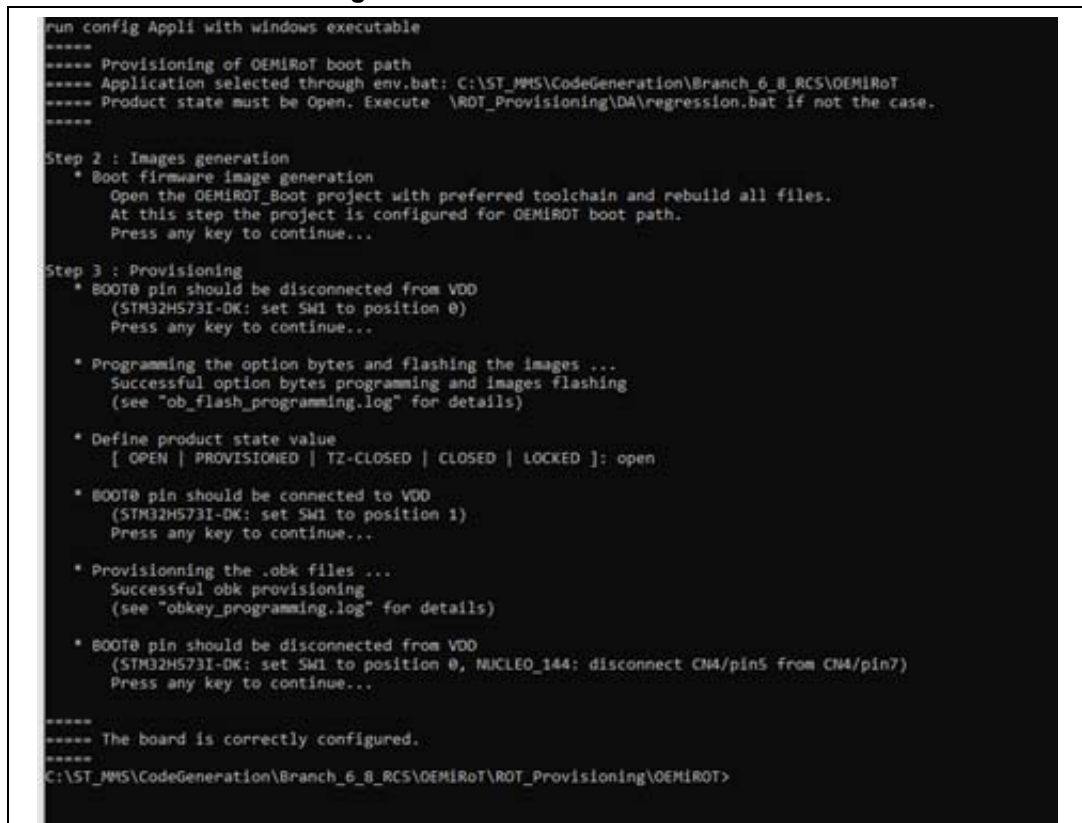 run config Appli with windows executable
=====
===== Provisioning of OEMiRoT boot path
===== Application selected through env.bat: C:\ST_MMS\CodeGeneration\Branch_6_8_RCS\OEMiRoT
===== Product state must be Open. Execute \ROT_Provisioning\DA\regression.bat if not the case.
=====
Step 2 : Images generation
* Boot firmware image generation
Open the OEMiROT_Boot project with preferred toolchain and rebuild all files.
At this step the project is configured for OEMiROT boot path.
Press any key to continue...
Step 3 : Provisioning
* BOOT0 pin should be disconnected from VDD
(STM32H573I-DK: set SW1 to position 0)
Press any key to continue...
* Programming the option bytes and flashing the images ...
Successful option bytes programming and images flashing
(see "ob_flash_programming.log" for details)
* Define product state value
[ OPEN | PROVISIONED | TZ-CLOSED | CLOSED | LOCKED ]: open
* BOOT0 pin should be connected to VDD
(STM32H573I-DK: set SW1 to position 1)
Press any key to continue...
* Provisionning the .obk files ...
Successful obk provisioning
(see "obkey_programming.log" for details)
* BOOT0 pin should be disconnected from VDD
(STM32H573I-DK: set SW1 to position 0, NUCLEO_144: disconnect CN4/pin5 from CN4/pin7)
Press any key to continue...
=====
===== The board is correctly configured.
=====
C:\ST_MMS\CodeGeneration\Branch_6_8_RCS\OEMiRoT\ROT_Provisioning\OEMiROT>